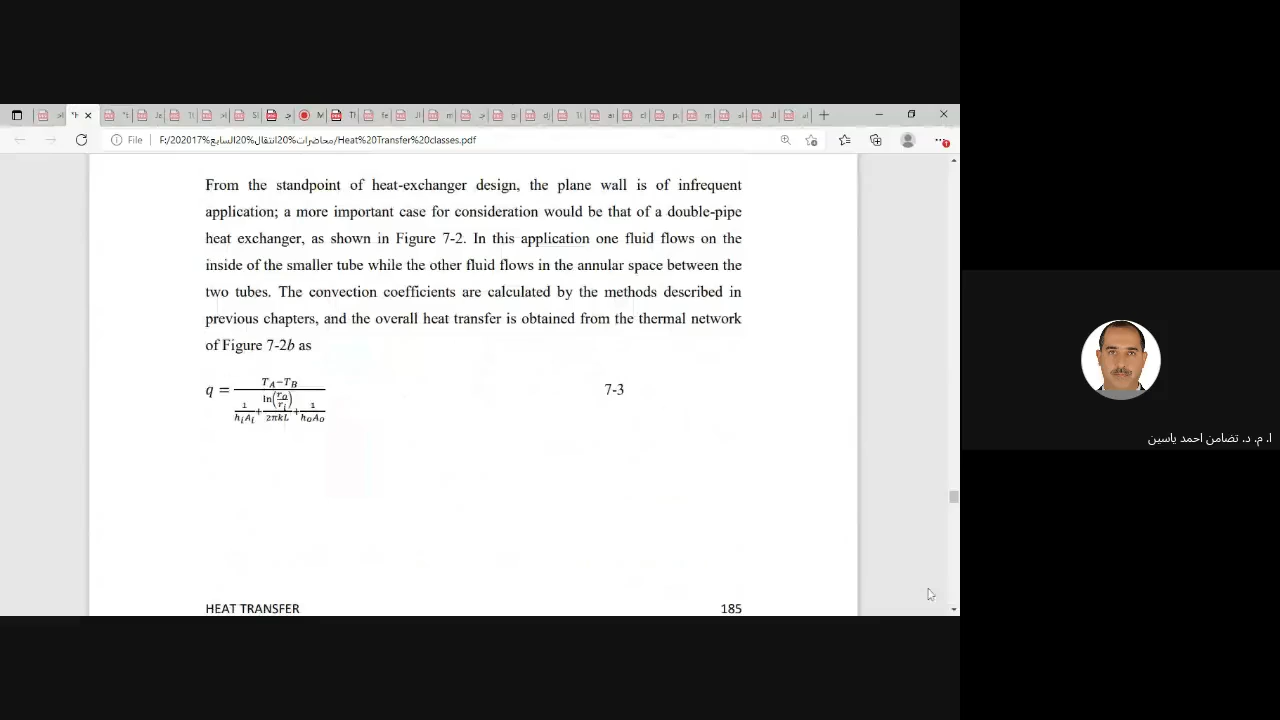 File F:/202017%محاضرات%20انتقال%20السابع/Heat%20Transfer%20classes.pdf
From the standpoint of heat-exchanger design, the plane wall is of infrequent
application; a more important case for consideration would be that of a double-pipe
heat exchanger, as shown in Figure 7-2. In this application one fluid flows on the
inside of the smaller tube while the other fluid flows in the annular space between the
two tubes. The convection coefficients are calculated by the methods described in
previous chapters, and the overall heat transfer is obtained from the thermal network
of Figure 7-2b as
q = (T_A−T_B)/(1/(h_i A_i)+ln(r_o/r_i)/(2πkL)+1/(h_o A_o)) 7-3
ا. م. د. تضامن احمد ياسين
HEAT TRANSFER 185